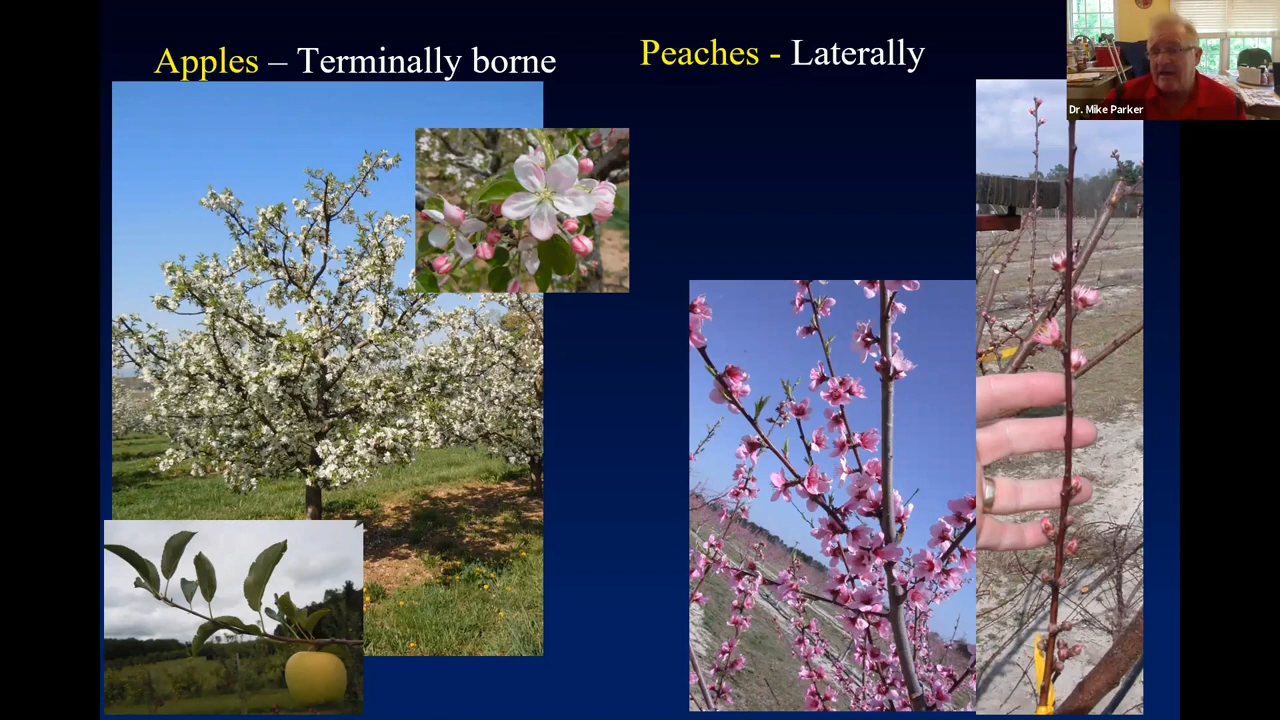 Apples – Terminally borne
Peaches - Laterally
Dr. Mike Parker